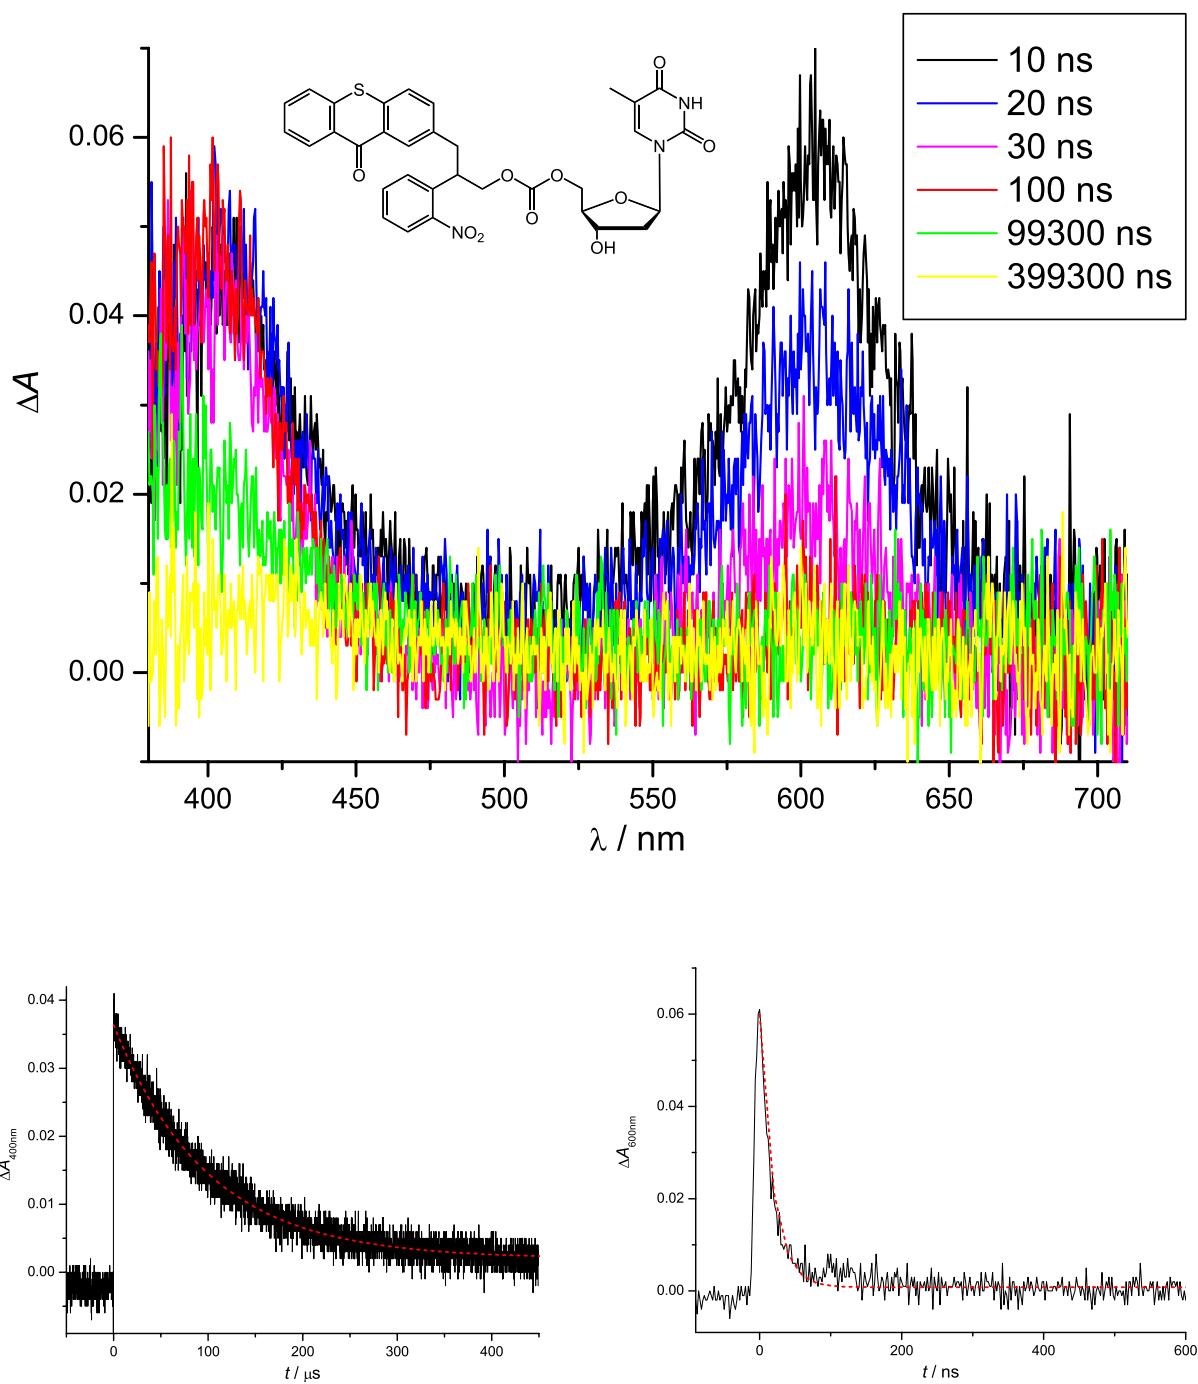 10 ns
20 ns
30 ns
100 ns
99300 ns
399300 ns
S
O
NO2
O
O
O
O
NH
N
O
O
OH
0.06
0.04
0.02
0.00
ΔA
400 450 500 550 600 650 700
λ / nm
0.04
0.03
0.02
0.01
0.00
ΔA400nm
0 100 200 300 400
t / μs
0.06
0.04
0.02
0.00
ΔA600nm
0 200 400 600
t / ns